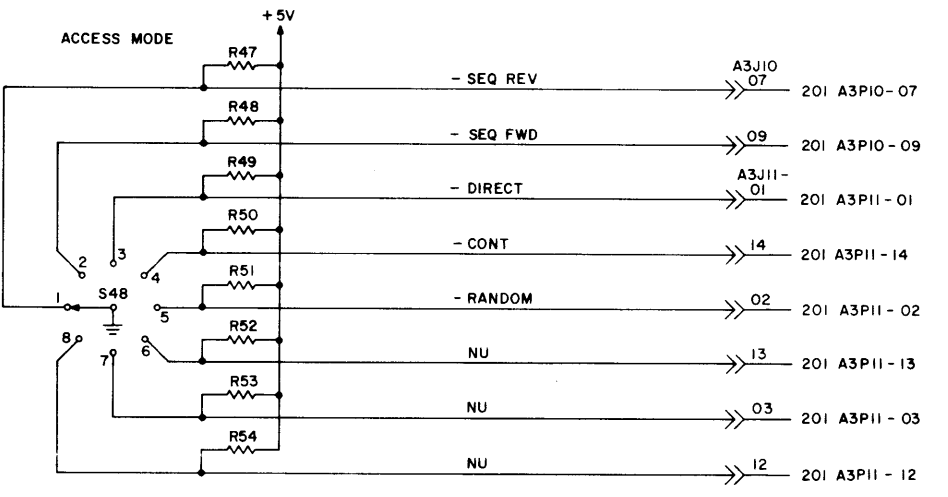 +5V
ACCESS MODE
R47
- SEQ REV
A3J10
07
201 A3P10-07
R48
- SEQ FWD
09
201 A3P10-09
R49
- DIRECT
A3J11-
01
201 A3P11-01
R50
- CONT
14
201 A3P11-14
R51
- RANDOM
02
201 A3P11-02
R52
NU
13
201 A3P11-13
R53
NU
03
201 A3P11-03
R54
NU
12
201 A3P11-12
2
3
4
1
S48
5
8
7
6